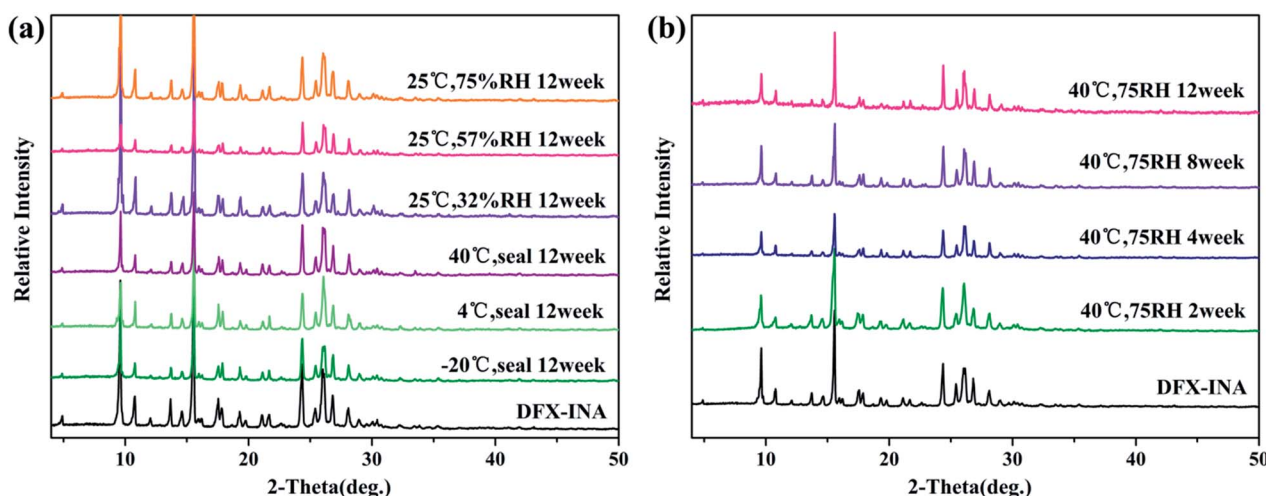 (a)
Relative Intensity
25℃,75%RH 12week
25℃,57%RH 12week
25℃,32%RH 12week
40℃,seal 12week
4℃,seal 12week
-20℃,seal 12week
DFX-INA
10 20 30 40 50
2-Theta(deg.)
(b)
Relative Intensity
40℃,75RH 12week
40℃,75RH 8week
40℃,75RH 4week
40℃,75RH 2week
DFX-INA
10 20 30 40 50
2-Theta(deg.)